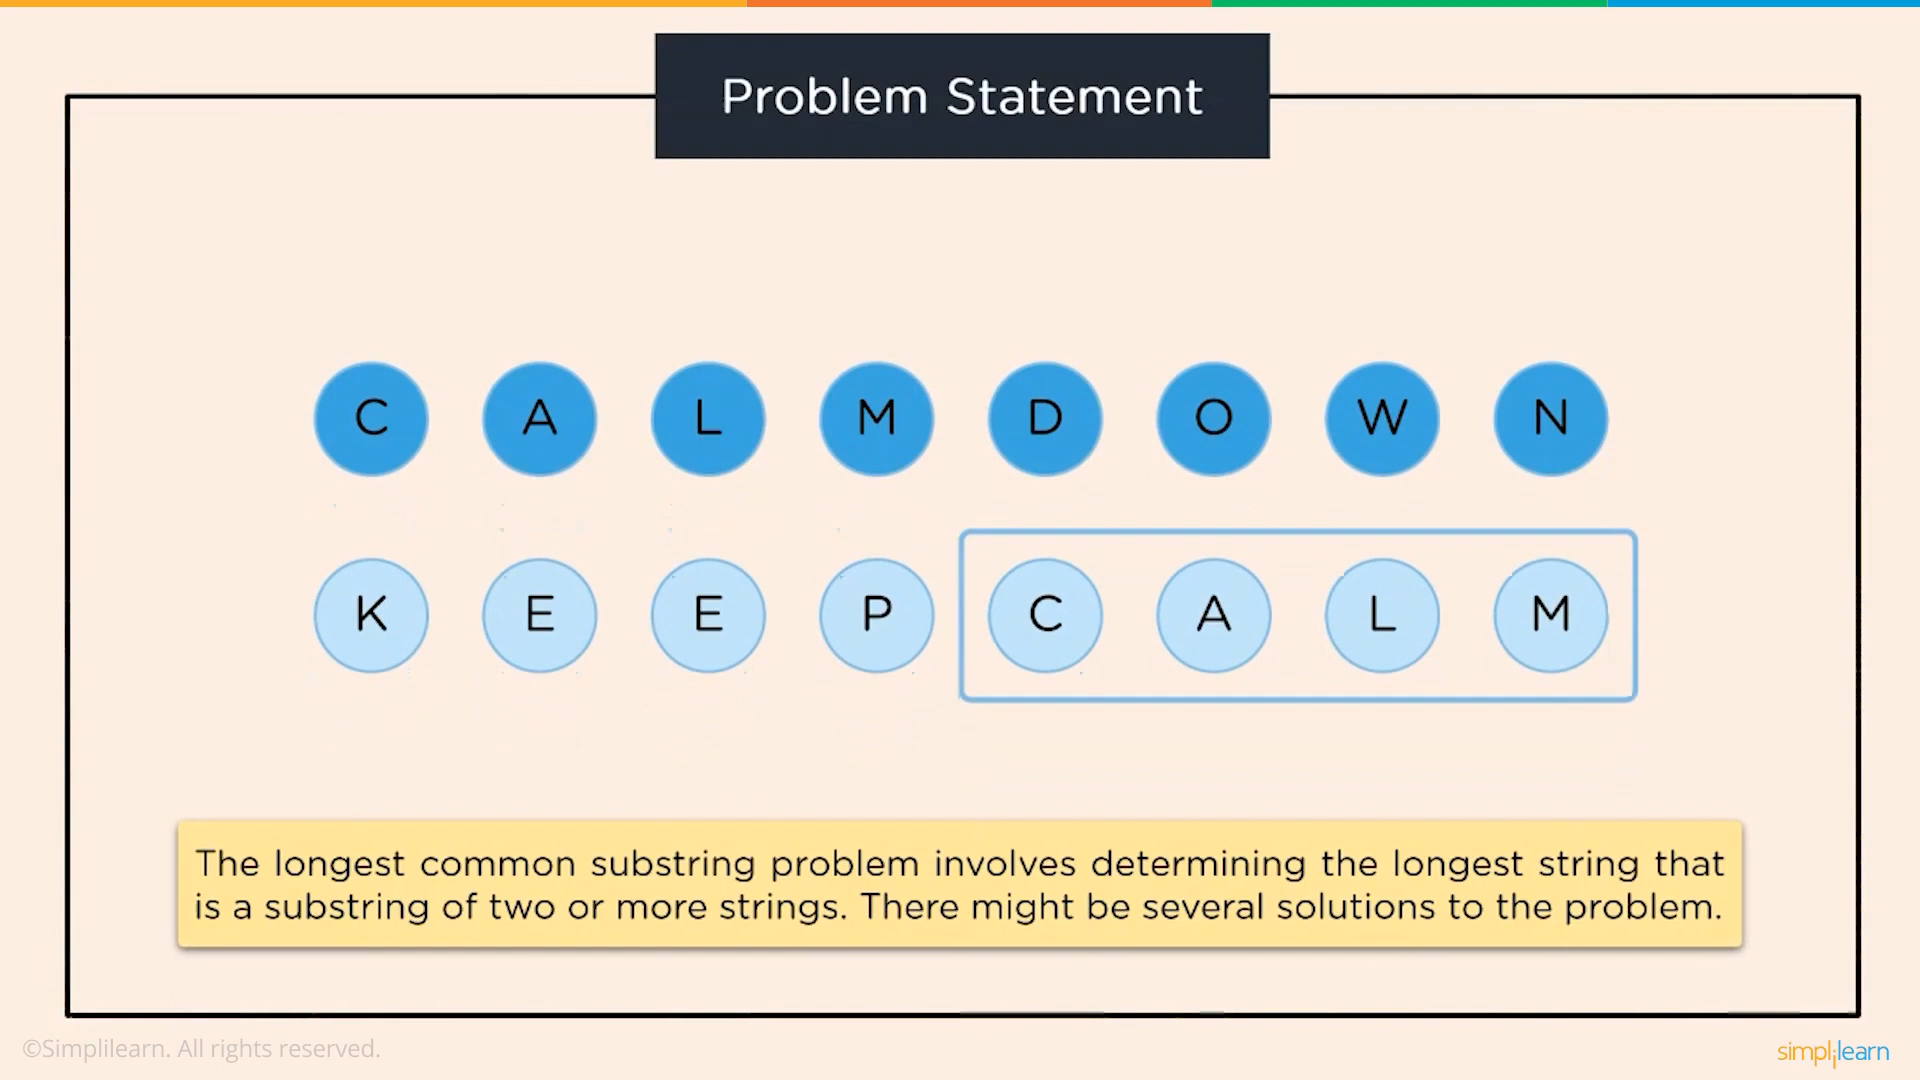 Problem Statement
C A L M D O W N
K E E P C A L M
The longest common substring problem involves determining the longest string that
is a substring of two or more strings. There might be several solutions to the problem.
©Simplilearn. All rights reserved.
simplilearn